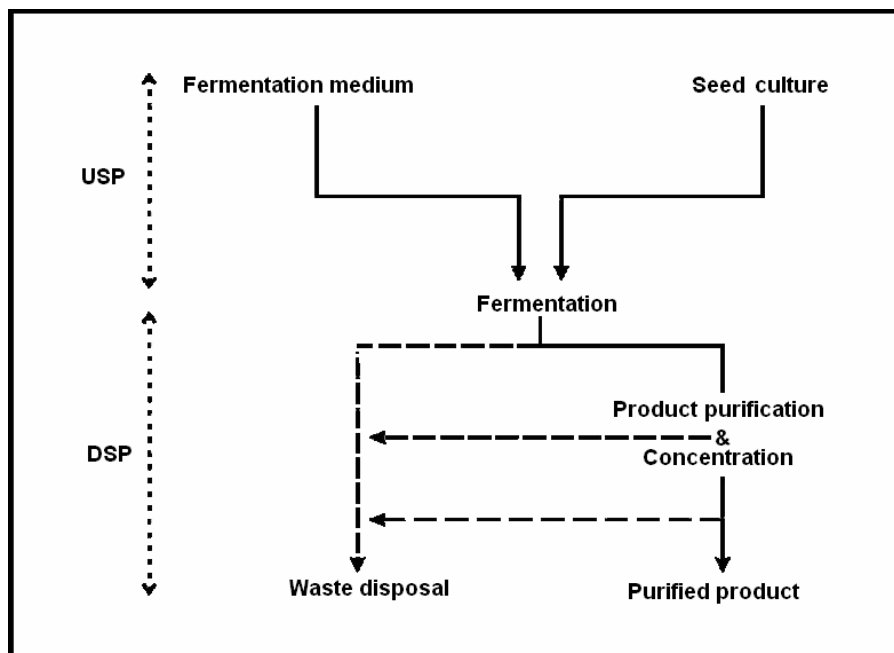 Fermentation medium
Seed culture
USP
Fermentation
Product purification
&
DSP
Concentration
Waste disposal
Purified product